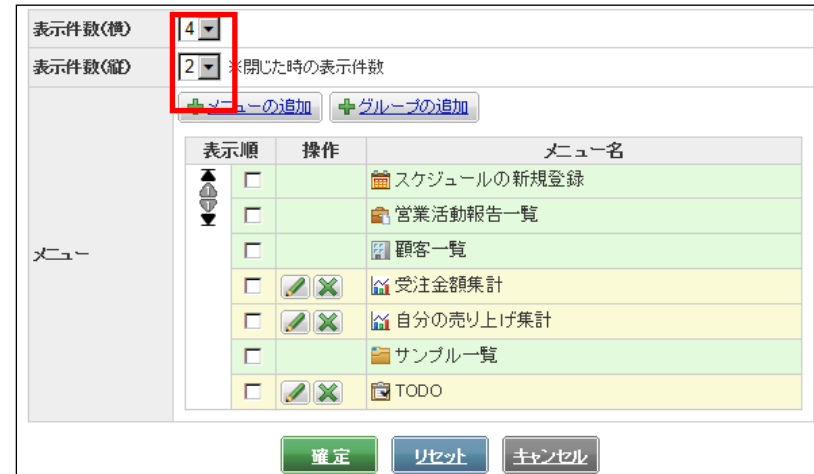 表示件数(横) 4
表示件数(縦) 2 ※閉じた時の表示件数
メニューの追加 グループの追加
表示順 操作 メニュー名
スケジュールの新規登録
営業活動報告一覧
メニュー 顧客一覧
受注金額集計
自分の売り上げ集計
サンプル一覧
TODO
確定 リセット キャンセル